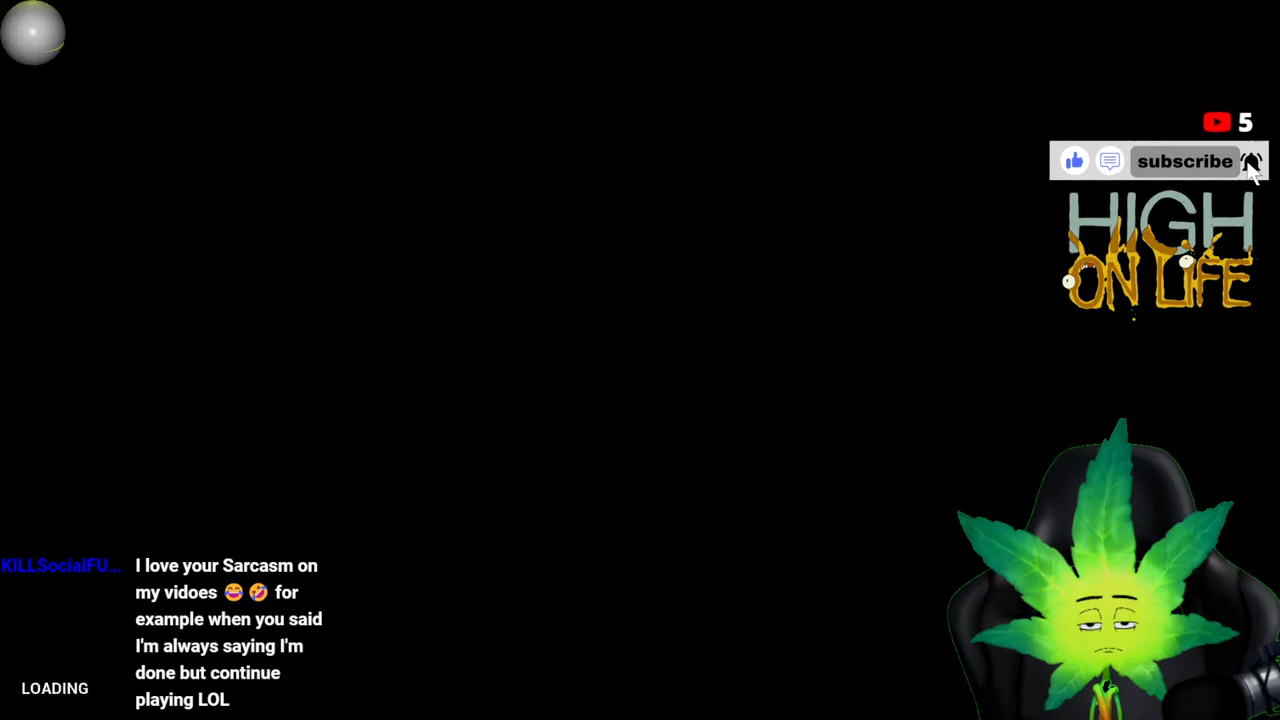 5
subscribe
HIGH
ON LIFE
KILLSocialFU... I love your Sarcasm on
my vidoes 😂 🤣 for
example when you said
I'm always saying I'm
done but continue
playing LOL
LOADING